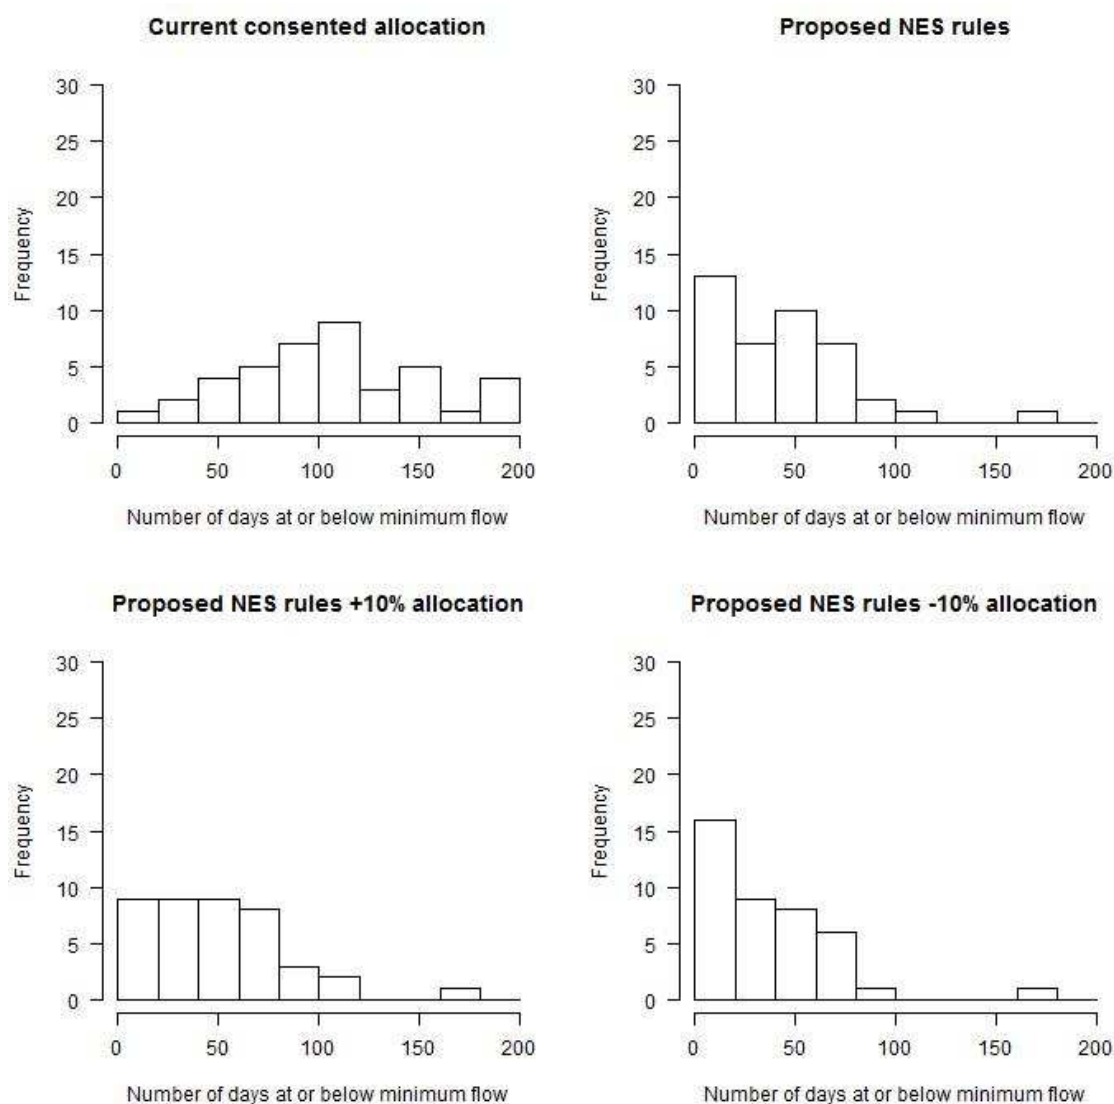 Current consented allocation
Frequency
30
25
20
15
10
5
0
0 50 100 150 200
Number of days at or below minimum flow
Proposed NES rules
Frequency
30
25
20
15
10
5
0
0 50 100 150 200
Number of days at or below minimum flow
Proposed NES rules +10% allocation
Frequency
30
25
20
15
10
5
0
0 50 100 150 200
Number of days at or below minimum flow
Proposed NES rules -10% allocation
Frequency
30
25
20
15
10
5
0
0 50 100 150 200
Number of days at or below minimum flow